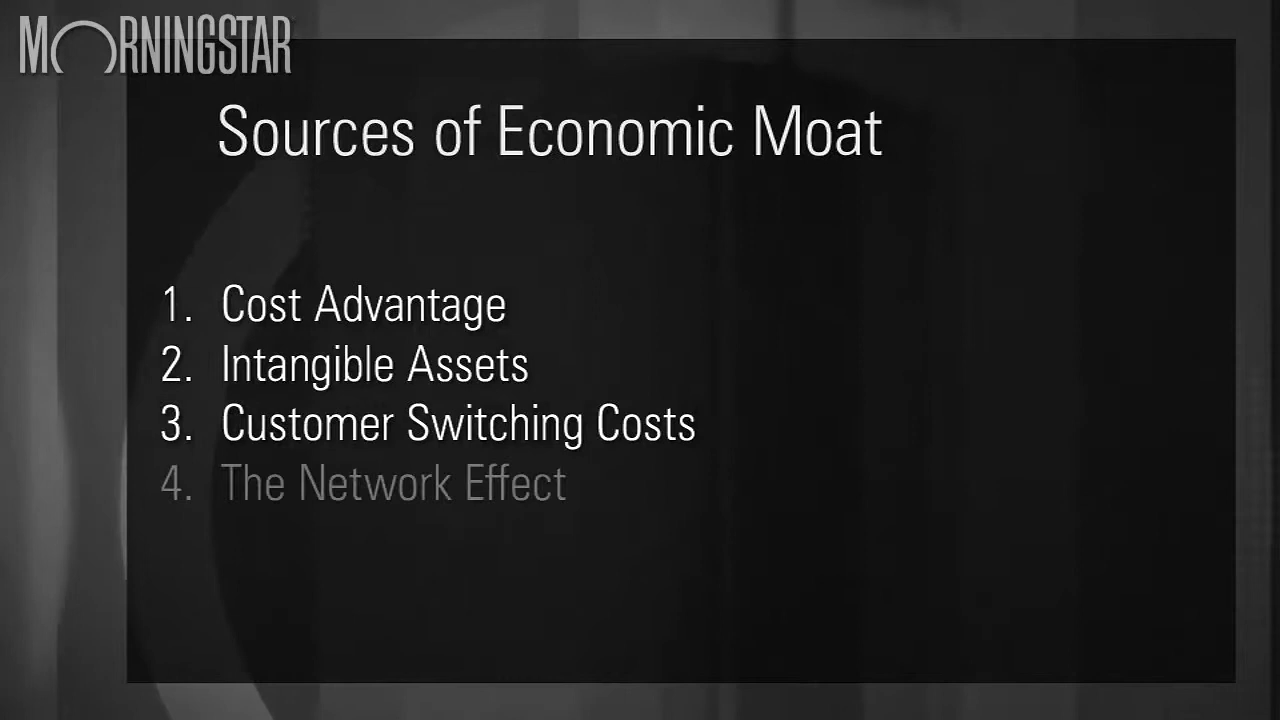 MORNINGSTAR
Sources of Economic Moat
1. Cost Advantage
2. Intangible Assets
3. Customer Switching Costs
4. The Network Effect